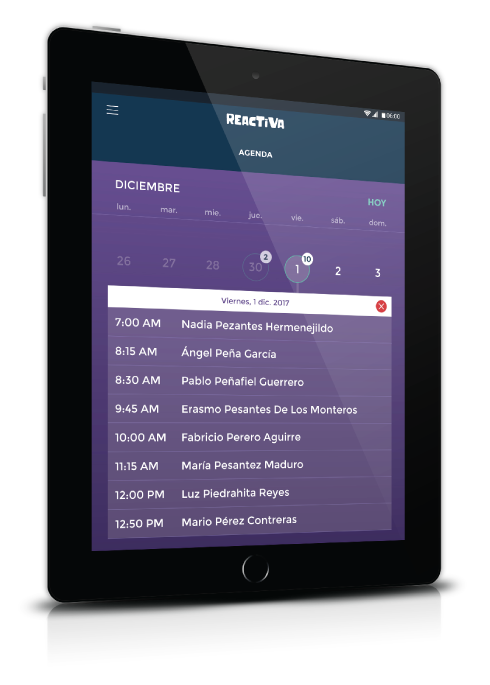 06:00
REACTiVA
AGENDA
DICIEMBRE
HOY
lun. mar. mie. jue. vie. sáb. dom.
26 27 28 30 2 1 10 2 3
Viernes, 1 dic. 2017
7:00 AM Nadia Pezantes Hermenejildo
8:15 AM Ángel Peña García
8:30 AM Pablo Peñafiel Guerrero
9:45 AM Erasmo Pesantes De Los Monteros
10:00 AM Fabricio Perero Aguirre
11:15 AM María Pesantez Maduro
12:00 PM Luz Piedrahita Reyes
12:50 PM Mario Pérez Contreras